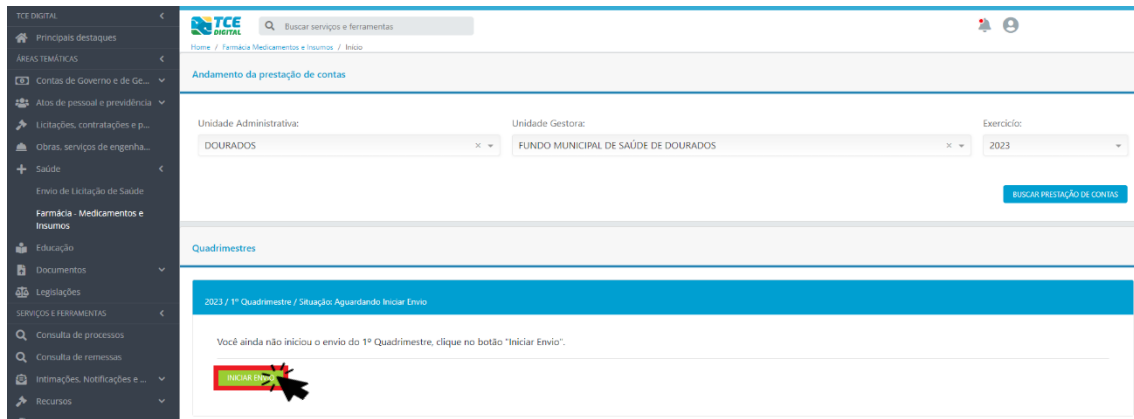 TCE DIGITAL
Principais destaques
ÁREAS TEMÁTICAS
Contas de Governo e de Ge...
Atos de pessoal e previdência
Licitações, contratações e p...
Obras, serviços de engenha...
Saúde
Envio de Licitação de Saúde
Farmácia - Medicamentos e
Insumos
Educação
Documentos
Legislações
SERVIÇOS E FERRAMENTAS
Consulta de processos
Consulta de remessas
Intimações, Notificações e ...
Recursos
TCE
DIGITAL
Buscar serviços e ferramentas
Home / Farmácia Medicamentos e Insumos / Início
Andamento da prestação de contas
Unidade Administrativa: Unidade Gestora: Exercício:
DOURADOS × FUNDO MUNICIPAL DE SAÚDE DE DOURADOS × 2023
BUSCAR PRESTAÇÃO DE CONTAS
Quadrimestres
2023 / 1º Quadrimestre / Situação: Aguardando Iniciar Envio
Você ainda não iniciou o envio do 1º Quadrimestre, clique no botão "Iniciar Envio".
INICIAR ENVIO